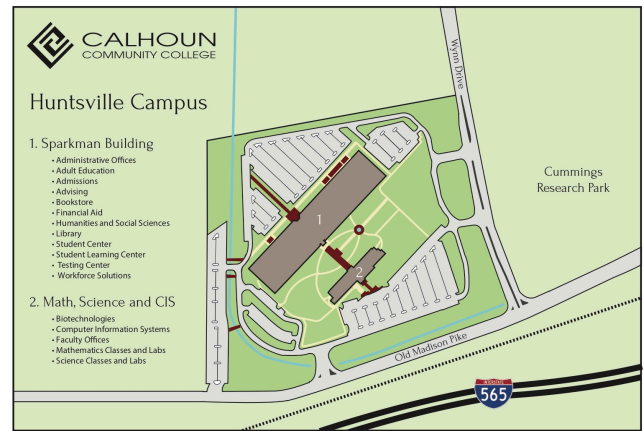 CALHOUN
COMMUNITY COLLEGE
Huntsville Campus
1. Sparkman Building
• Administrative Offices
• Adult Education
• Admissions
• Advising
• Bookstore
• Financial Aid
• Humanities and Social Sciences
• Library
• Student Center
• Student Learning Center
• Testing Center
• Workforce Solutions
2. Math, Science and CIS
• Biotechnologies
• Computer Information Systems
• Faculty Offices
• Mathematics Classes and Labs
• Science Classes and Labs
Wynn Drive
Cummings
Research Park
1
2
Old Madison Pike
INTERSTATE
565